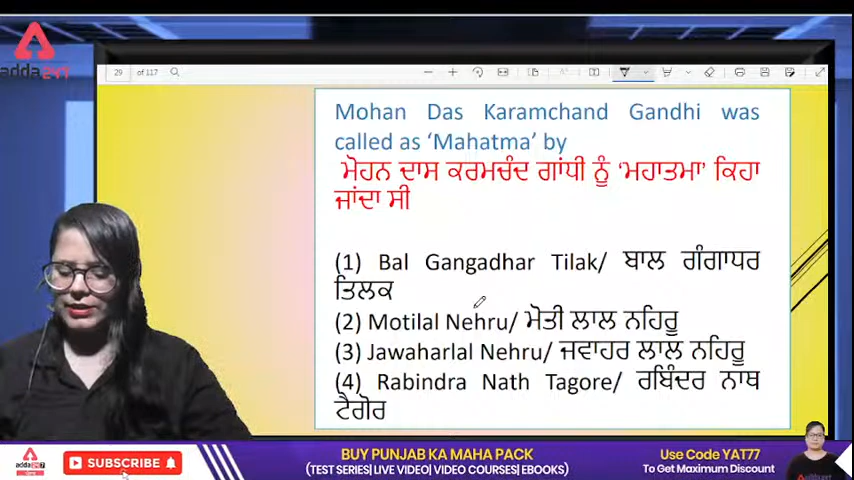 adda247
29 of 117
Mohan Das Karamchand Gandhi was
called as ‘Mahatma’ by
ਮੋਹਨ ਦਾਸ ਕਰਮਚੰਦ ਗਾਂਧੀ ਨੂੰ ‘ਮਹਾਤਮਾ’ ਕਿਹਾ
ਜਾਂਦਾ ਸੀ
(1) Bal Gangadhar Tilak/ ਬਾਲ ਗੰਗਾਧਰ
ਤਿਲਕ
(2) Motilal Nehru/ ਮੋਤੀ ਲਾਲ ਨਹਿਰੂ
(3) Jawaharlal Nehru/ ਜਵਾਹਰ ਲਾਲ ਨਹਿਰੂ
(4) Rabindra Nath Tagore/ ਰਬਿੰਦਰ ਨਾਥ
ਟੈਗੋਰ
adda247
SUBSCRIBE
BUY PUNJAB KA MAHA PACK
(TEST SERIES| LIVE VIDEO| VIDEO COURSES| EBOOKS)
Use Code YAT77
To Get Maximum Discount